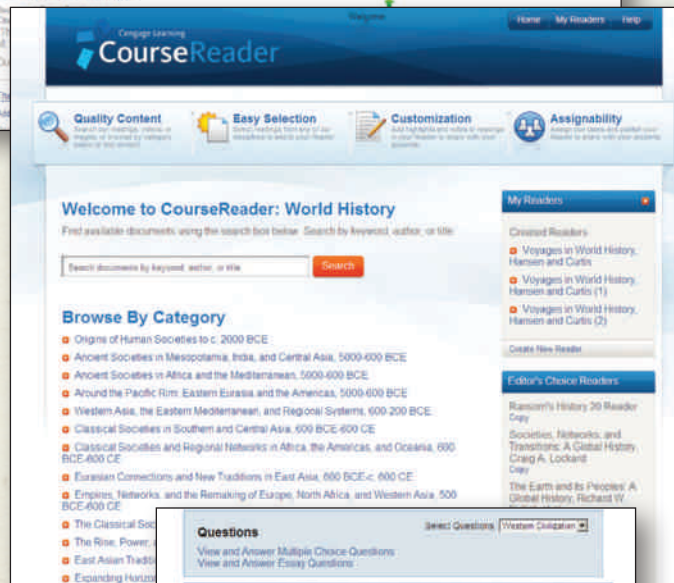 Welcome
Home My Readers Help
Cengage Learning
CourseReader
Quality Content
Easy Selection
Customization
Assignability
Welcome to CourseReader: World History
Find available documents using the search box below. Search by keyword, author, or title.
Search documents by keyword, author, or title
Search
Browse By Category
Origins of Human Societies to c. 2000 BCE
Ancient Societies in Mesopotamia, India, and Central Asia, 5000-600 BCE
Ancient Societies in Africa and the Mediterranean, 5000-600 BCE
Around the Pacific Rim: Eastern Eurasia and the Americas, 5000-600 BCE
Western Asia, the Eastern Mediterranean, and Regional Systems, 600-200 BCE
Classical Societies in Southern and Central Asia, 600 BCE-600 CE
Classical Societies and Regional Networks in Africa, the Americas, and Oceania, 600
BCE-600 CE
Eurasian Connections and New Traditions in East Asia, 600 BCE-c. 600 CE
Empires, Networks, and the Remaking of Europe, North Africa, and Western Asia, 500
BCE-600 CE
The Classical Soc
The Rise, Power,
East Asian Traditi
Expanding Horizon
My Readers
Created Readers
Voyages in World History,
Hansen and Curtis
Voyages in World History,
Hansen and Curtis (1)
Voyages in World History,
Hansen and Curtis (2)
Create New Reader
Editor's Choice Readers
Ransom's History 20 Reader
Copy
Societies, Networks, and
Transitions: A Global History,
Craig A. Lockard
Copy
The Earth and Its Peoples: A
Global History, Richard W.
Questions
Select Questions Western Civilization
View and Answer Multiple Choice Questions
View and Answer Essay Questions